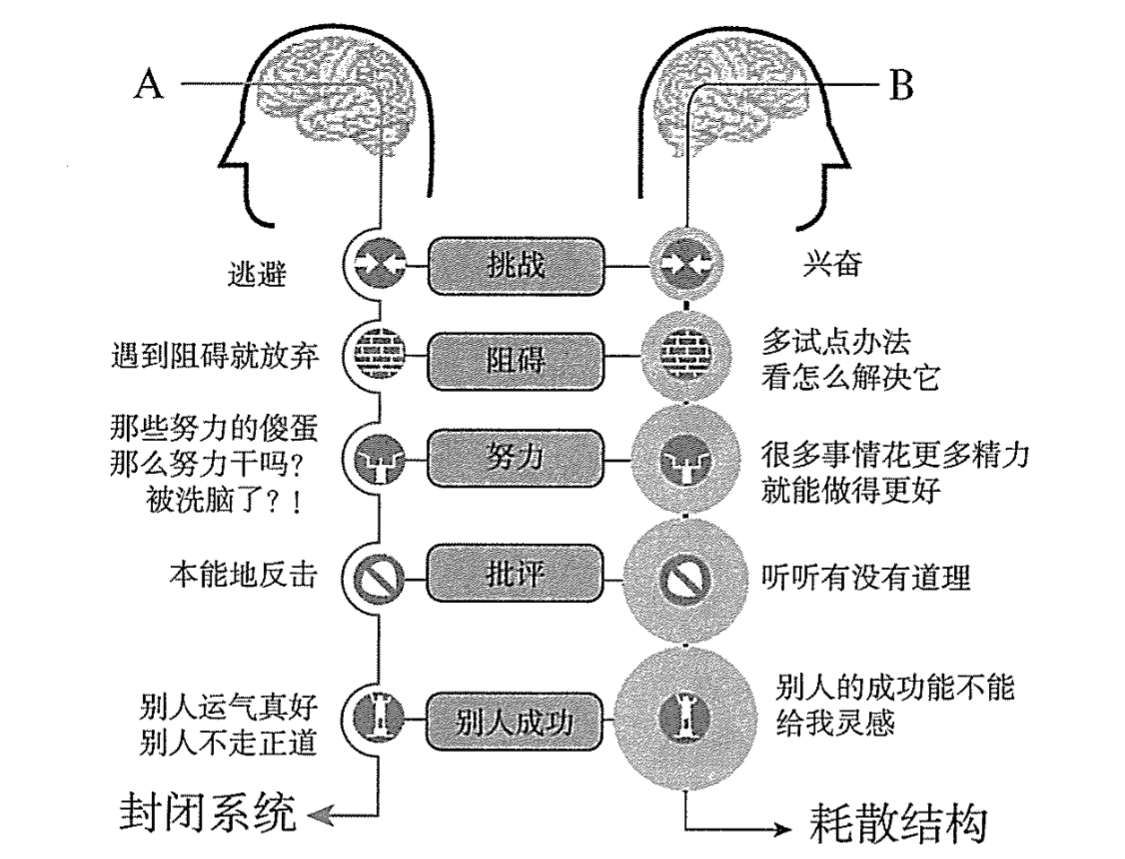 A
B
逃避
挑战
兴奋
遇到阻碍就放弃
阻碍
多试点办法
看怎么解决它
那些努力的傻蛋
那么努力干吗?
被洗脑了?!
努力
很多事情花更多精力
就能做得更好
本能地反击
批评
听听有没有道理
别人运气真好
别人不走正道
别人成功
别人的成功能不能
给我灵感
封闭系统
耗散结构